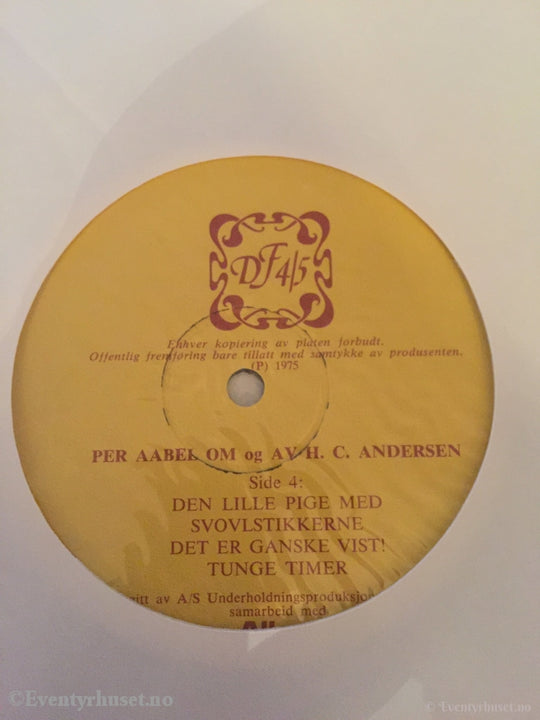 DF 4/5
Enhver kopiering av platen forbudt.
Offentlig fremføring bare tillatt med samtykke av produsenten.
(P) 1975
PER AABEL OM og AV H. C. ANDERSEN
Side 4:
DEN LILLE PIGE MED
SVOVLSTIKKERNE
DET ER GANSKE VIST!
TUNGE TIMER
av A/S Underholdningsproduksjon
samarbeid med
©Eventyrhuset.no
© Eventyrhuset.no